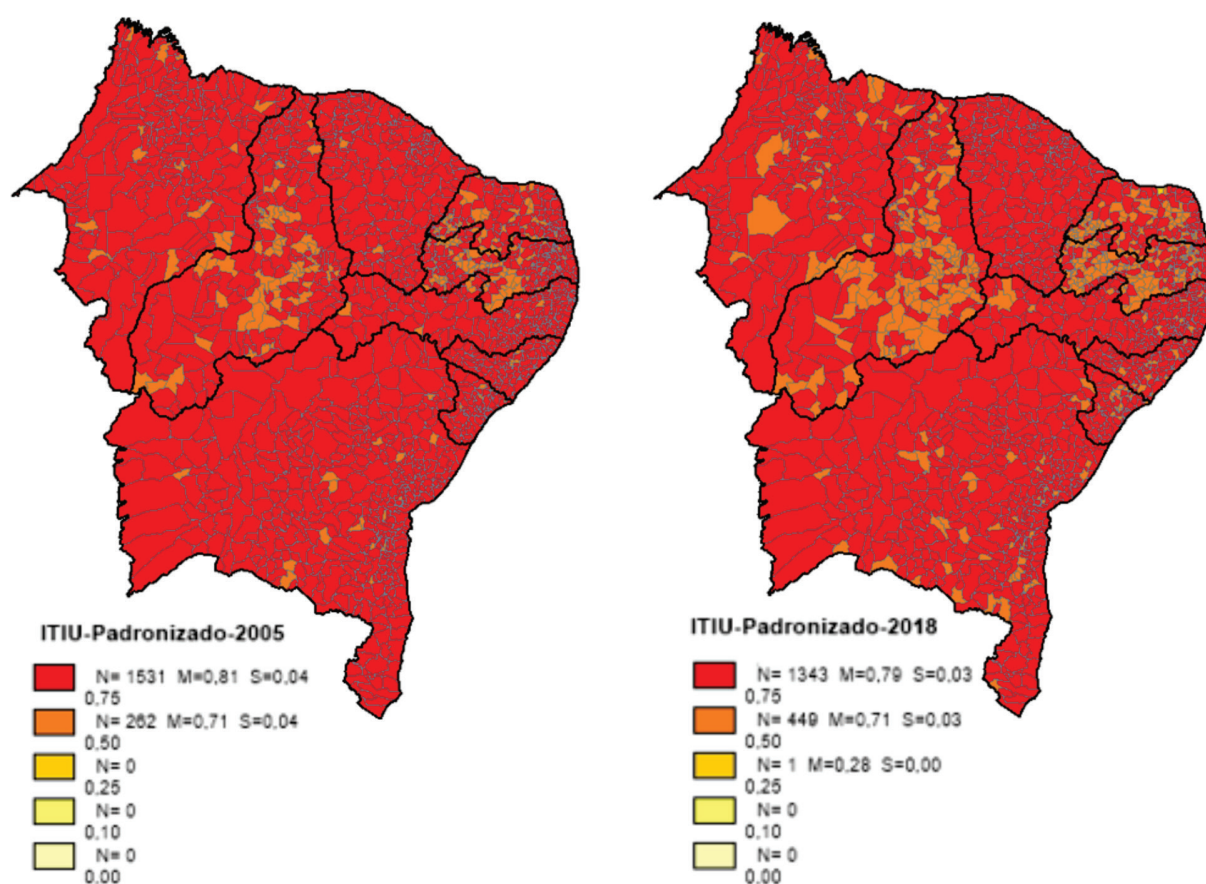 ITIU-Padronizado-2005
N= 1531 M=0,81 S=0,04
0,75
N= 262 M=0,71 S=0,04
0,50
N= 0
0,25
N= 0
0,10
N= 0
0,00
ITIU-Padronizado-2018
N= 1343 M=0,79 S=0,03
0,75
N= 449 M=0,71 S=0,03
0,50
N= 1 M=0,28 S=0,00
0,25
N= 0
0,10
N= 0
0,00